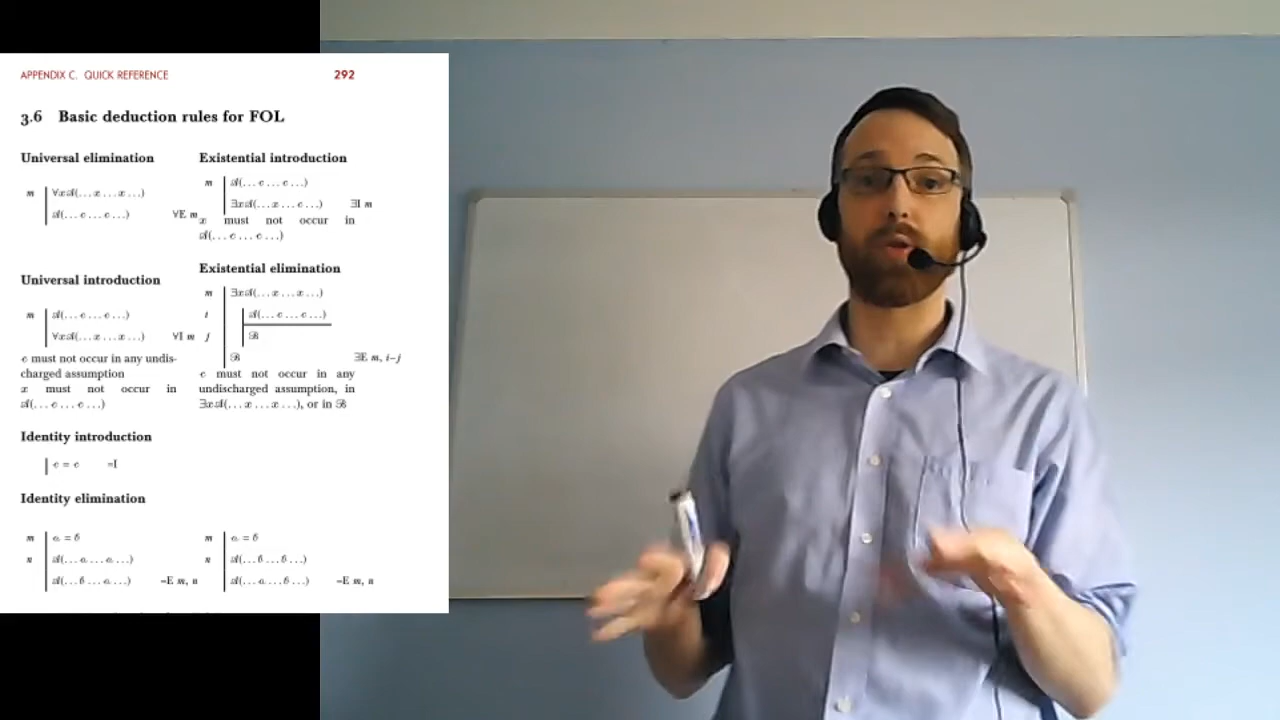 APPENDIX C. QUICK REFERENCE 292
3.6 Basic deduction rules for FOL
Universal elimination
m ∀x𝒜(…x…x…)
𝒜(…c…c…) ∀E m
Universal introduction
m 𝒜(…c…c…)
∀x𝒜(…x…x…) ∀I m
c must not occur in any undis-
charged assumption
x must not occur in
𝒜(…c…c…)
Existential introduction
m 𝒜(…c…c…)
∃x𝒜(…x…c…) ∃I m
x must not occur in
𝒜(…c…c…)
Existential elimination
m ∃x𝒜(…x…x…)
i 𝒜(…c…c…)
j ℬ
ℬ ∃E m, i–j
c must not occur in any
undischarged assumption, in
∃x𝒜(…x…x…), or in ℬ
Identity introduction
c = c =I
Identity elimination
m a = b
n 𝒜(…a…a…)
𝒜(…b…a…) =E m, n
m a = b
n 𝒜(…b…b…)
𝒜(…a…b…) =E m, n